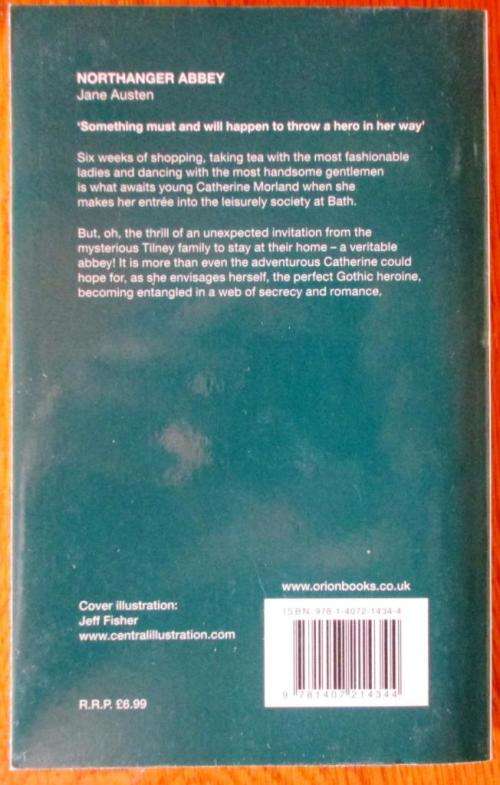 NORTHANGER ABBEY
Jane Austen
'Something must and will happen to throw a hero in her way'
Six weeks of shopping, taking tea with the most fashionable
ladies and dancing with the most handsome gentlemen
is what awaits young Catherine Morland when she
makes her entrée into the leisurely society at Bath.
But, oh, the thrill of an unexpected invitation from the
mysterious Tilney family to stay at their home – a veritable
abbey! It is more than even the adventurous Catherine could
hope for, as she envisages herself, the perfect Gothic heroine,
becoming entangled in a web of secrecy and romance.
www.orionbooks.co.uk
Cover illustration:
Jeff Fisher
www.centralillustration.com
ISBN 978-1-4072-1434-4
9 781407 214344
R.R.P. £6.99